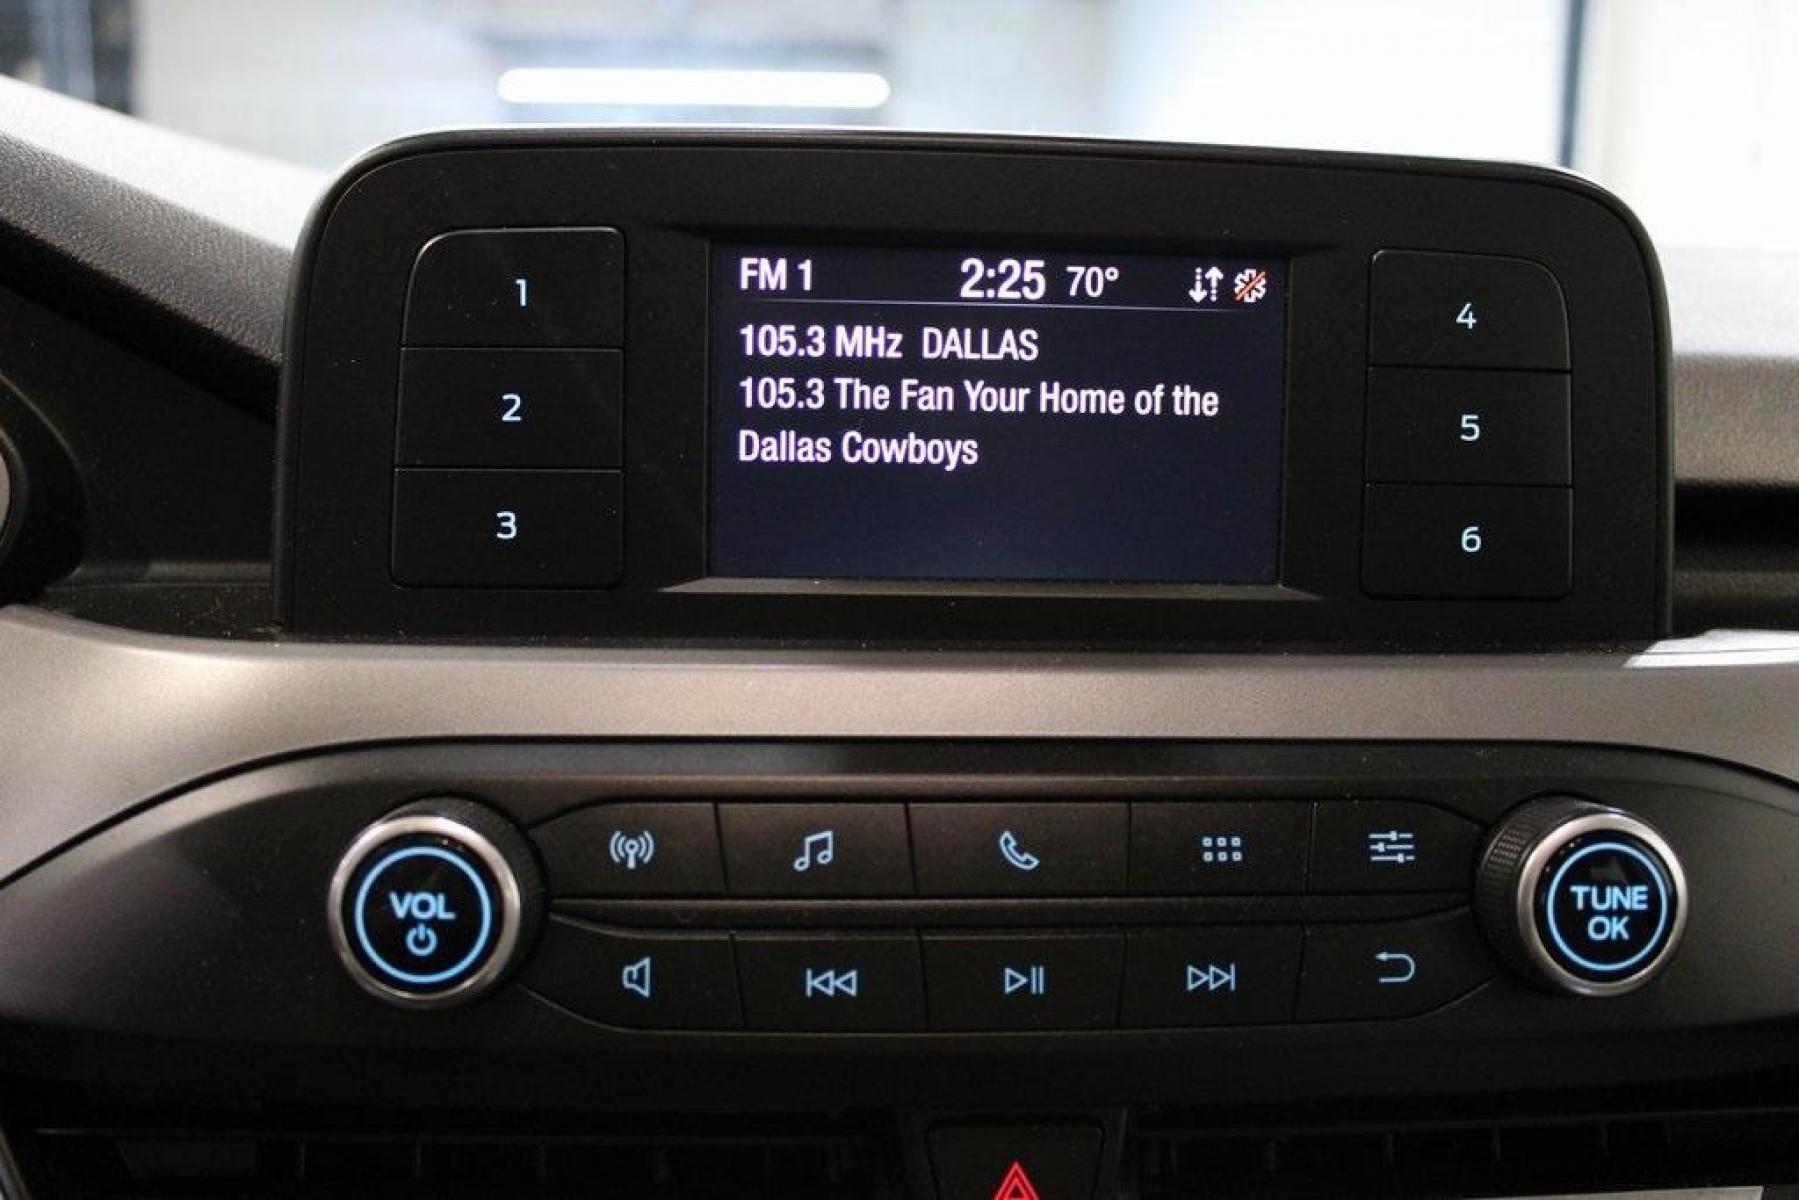 FM 1 2:25 70°
105.3 MHz DALLAS
105.3 The Fan Your Home of the
Dallas Cowboys
1
2
3
4
5
6
VOL
TUNE
OK